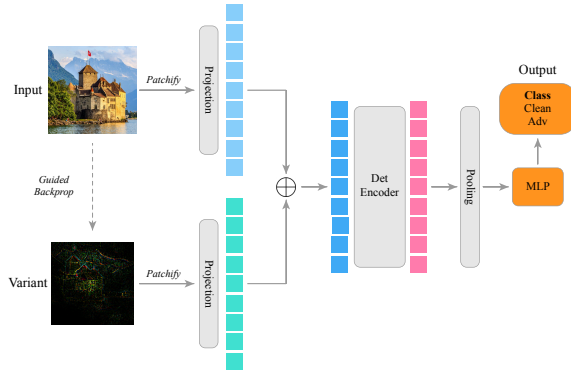 Input
Patchify
Projection
Guided
Backprop
Variant
Patchify
Projection
Det
Encoder
Pooling
MLP
Output
Class
Clean
Adv